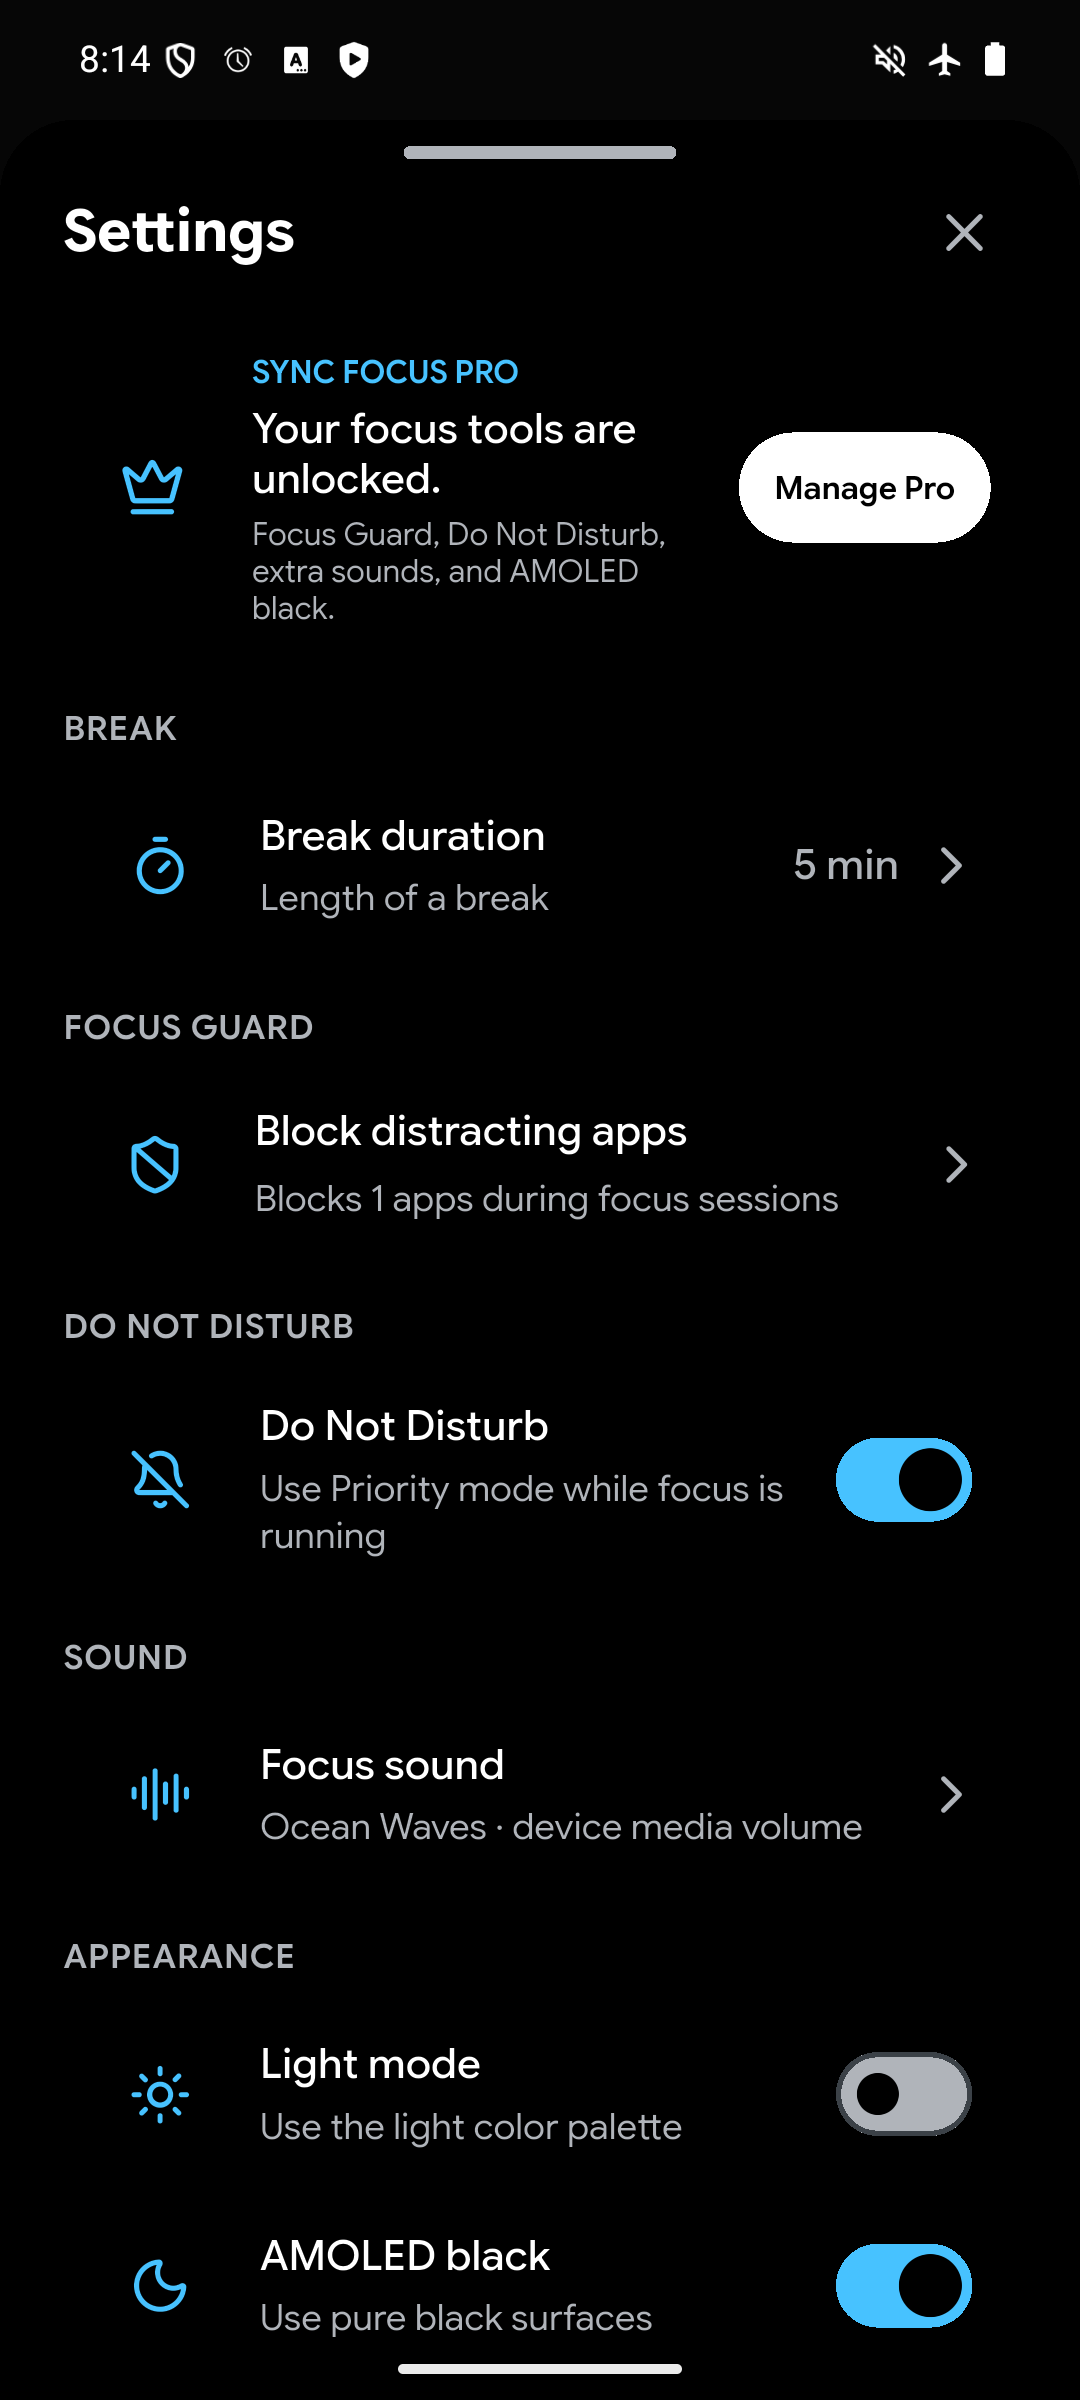 8:14
Settings
SYNC FOCUS PRO
Your focus tools are
unlocked.
Focus Guard, Do Not Disturb,
extra sounds, and AMOLED
black.
Manage Pro
BREAK
Break duration
Length of a break
5 min
FOCUS GUARD
Block distracting apps
Blocks 1 apps during focus sessions
DO NOT DISTURB
Do Not Disturb
Use Priority mode while focus is
running
SOUND
Focus sound
Ocean Waves · device media volume
APPEARANCE
Light mode
Use the light color palette
AMOLED black
Use pure black surfaces